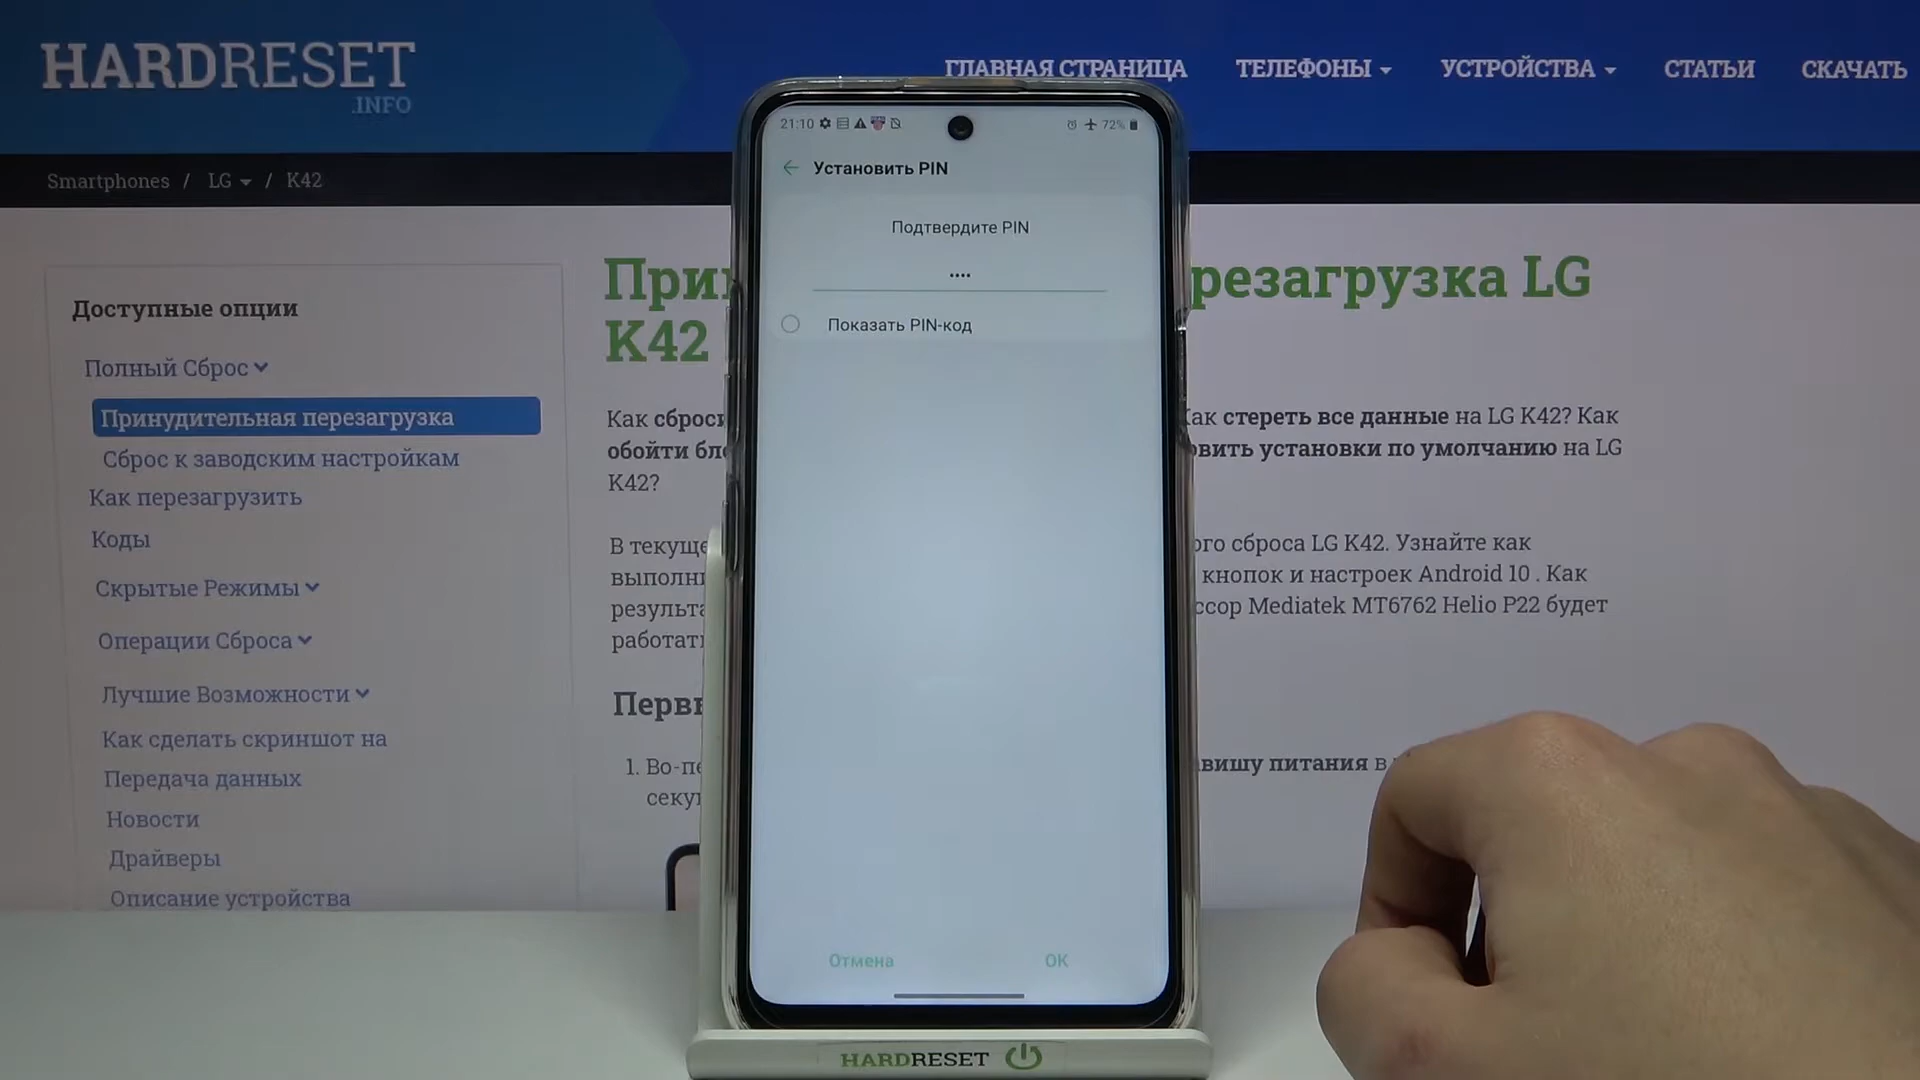 HARDRESET
.INFO
ГЛАВНАЯ СТРАНИЦА ТЕЛЕФОНЫ УСТРОЙСТВА СТАТЬИ СКАЧАТЬ
Smartphones / LG / K42
21:10 72%
Установить PIN
Подтвердите PIN
••••
Показать PIN-код
Отмена OK
Доступные опции
Полный Сброс
Принудительная перезагрузка
Сброс к заводским настройкам
Как перезагрузить
Коды
Скрытые Режимы
Операции Сброса
Лучшие Возможности
Как сделать скриншот на
Передача данных
Новости
Драйверы
Описание устройства
резагрузка LG
K42
Как стереть все данные на LG K42? Как
установки по умолчанию на LG
K42?
сброса LG K42. Узнайте как
кнопок и настроек Android 10 . Как
Mediatek MT6762 Helio P22 будет
1. питания
HARDRESET